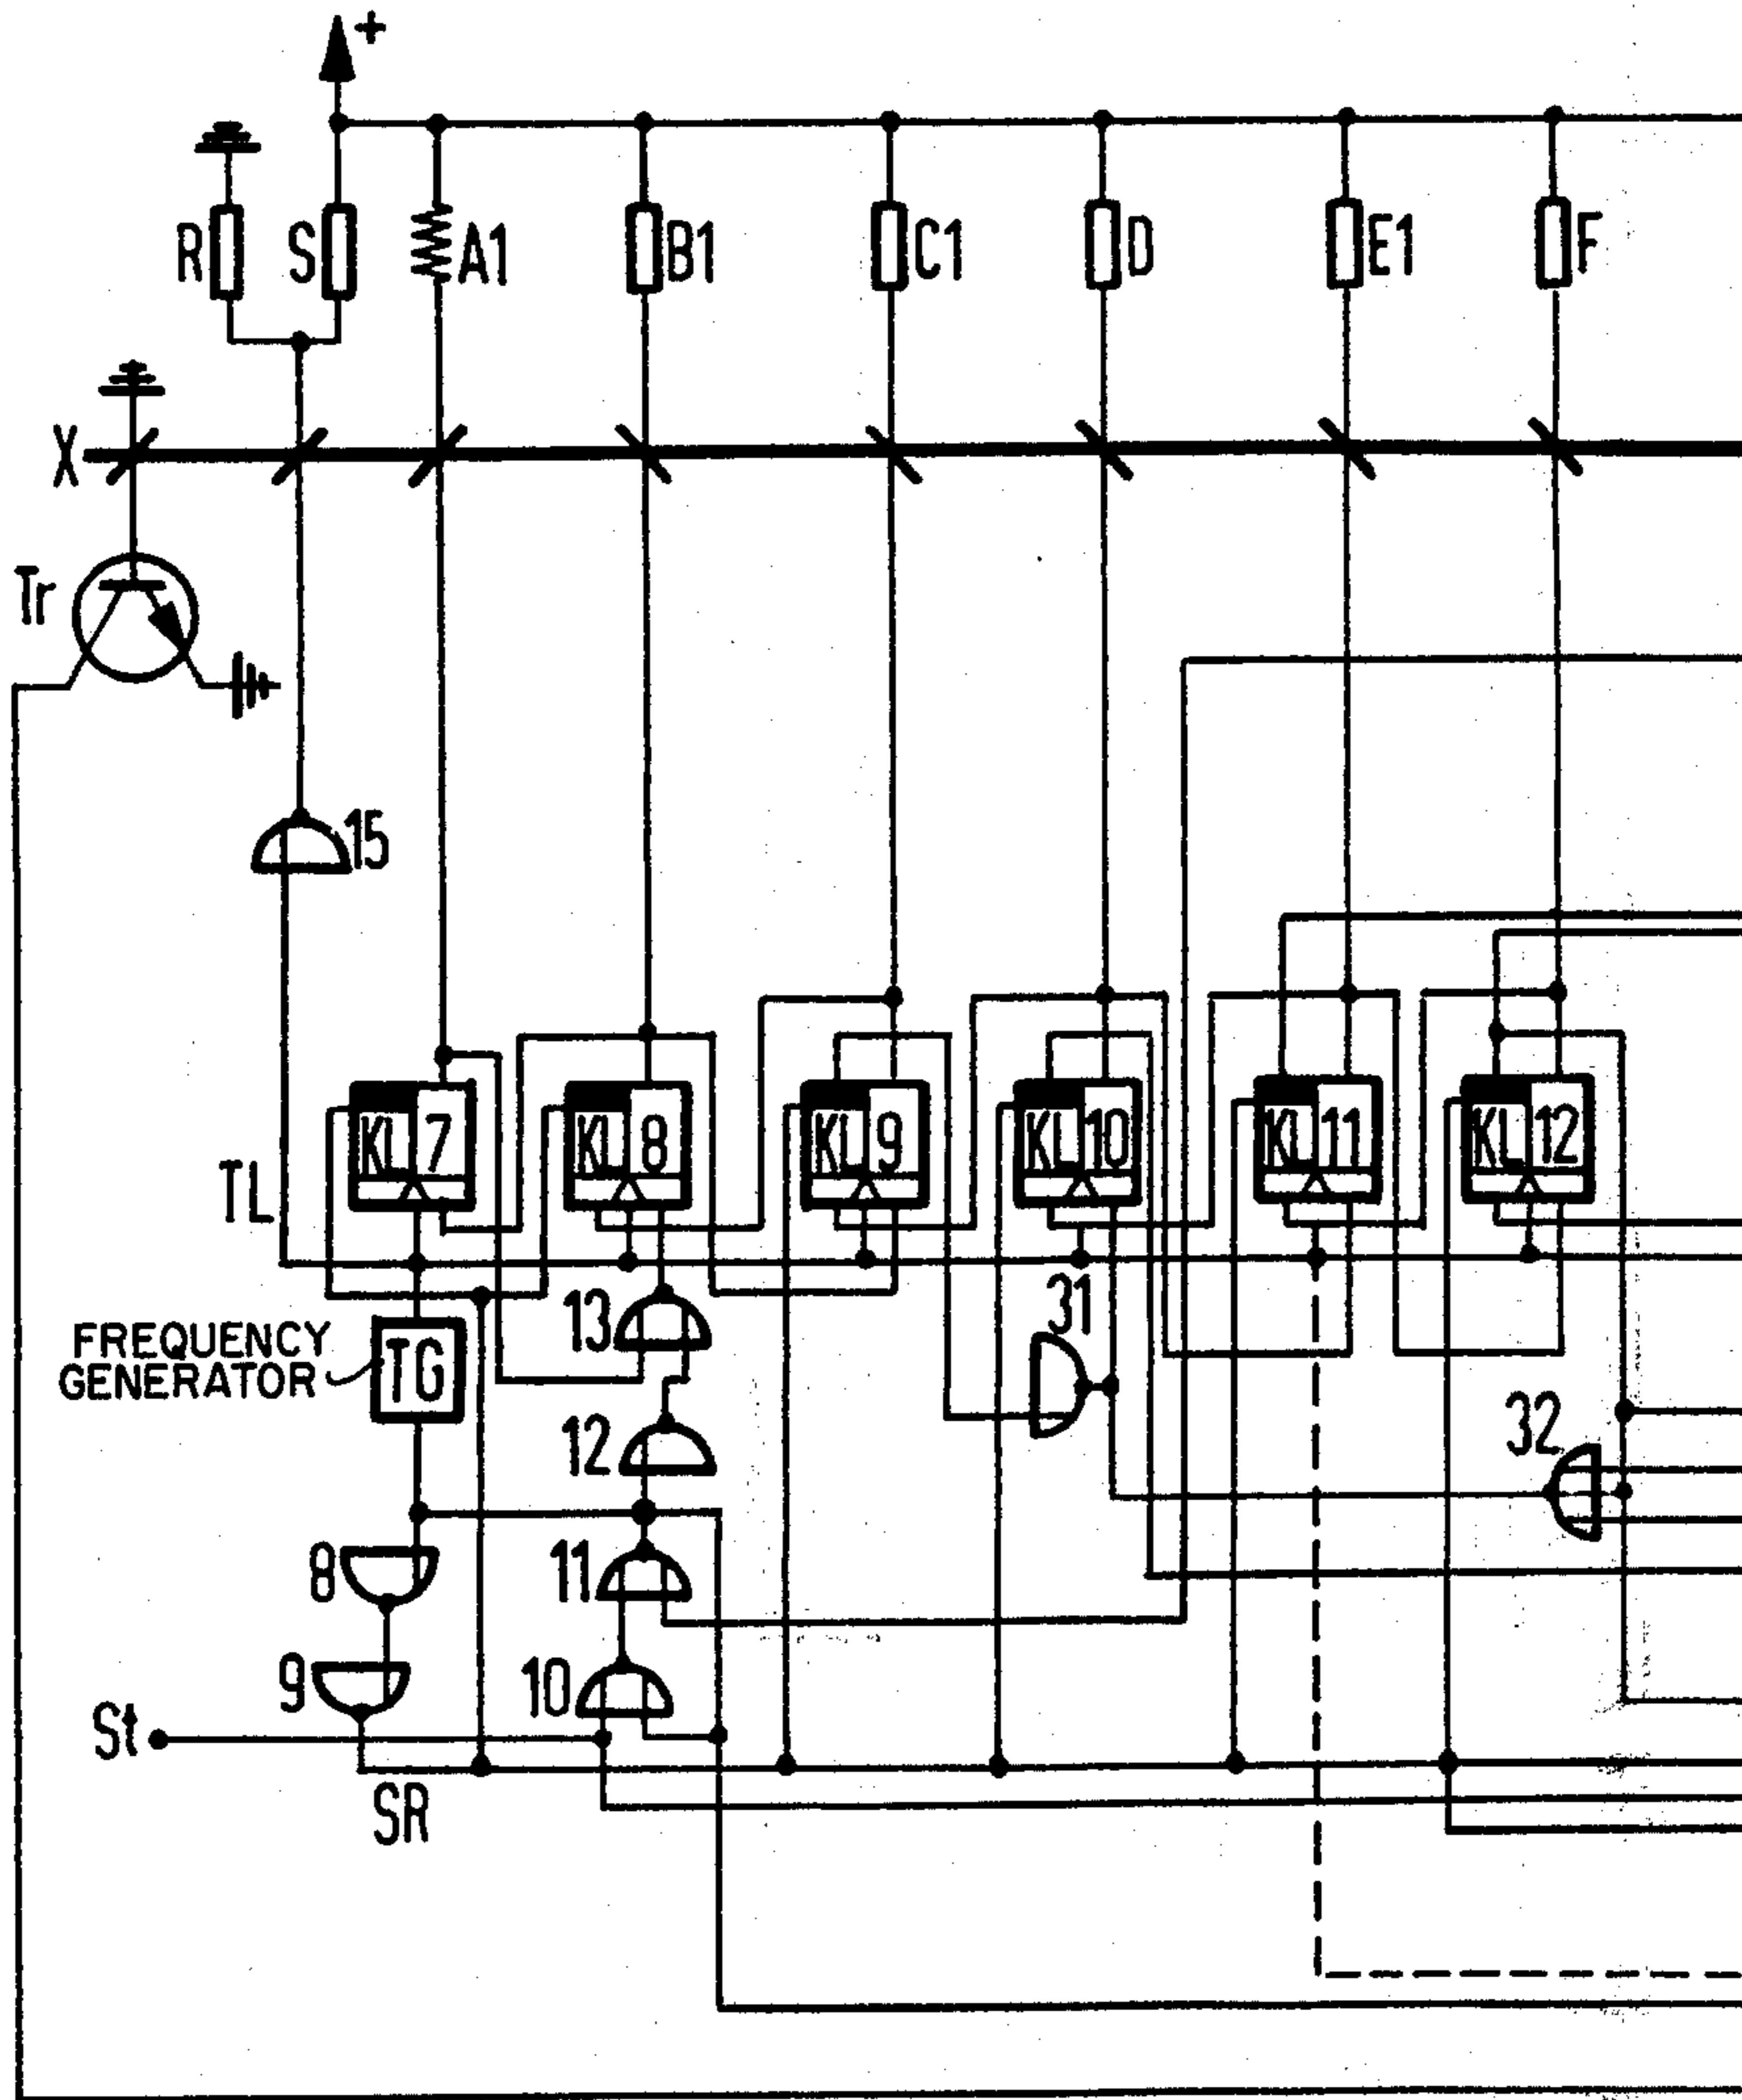 +
R S A1 B1 C1 D E1 F
X
Tr
15
KL 7 KL 8 KL 9 KL 10 KL 11 KL 12
TL
13 31
FREQUENCY
GENERATOR
TG
12 32
8 11
9 10
St
SR